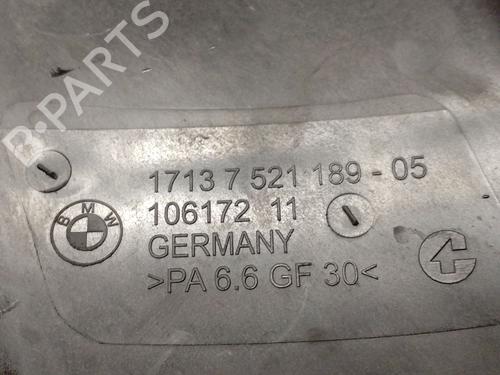 B-PARTS
1713 7 521 189 - 05
BMW
106172 11
GERMANY
>PA 6.6 GF 30<